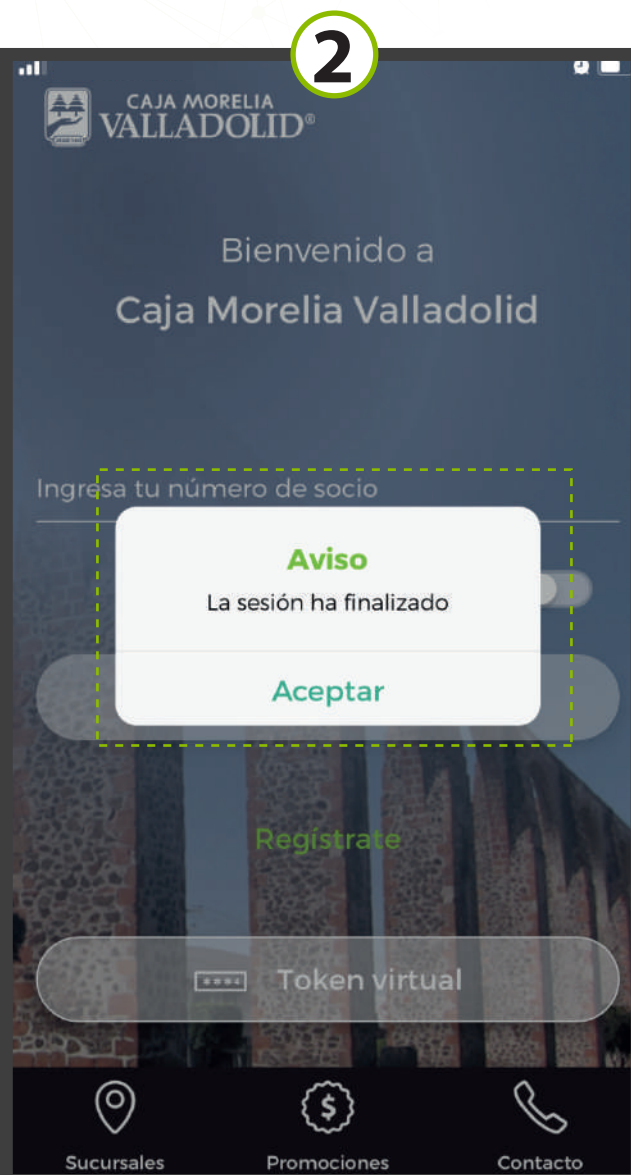 2
CAJA MORELIA
VALLADOLID®
Bienvenido a
Caja Morelia Valladolid
Ingresa tu número de socio
Aviso
La sesión ha finalizado
Aceptar
Regístrate
Token virtual
Sucursales
Promociones
Contacto